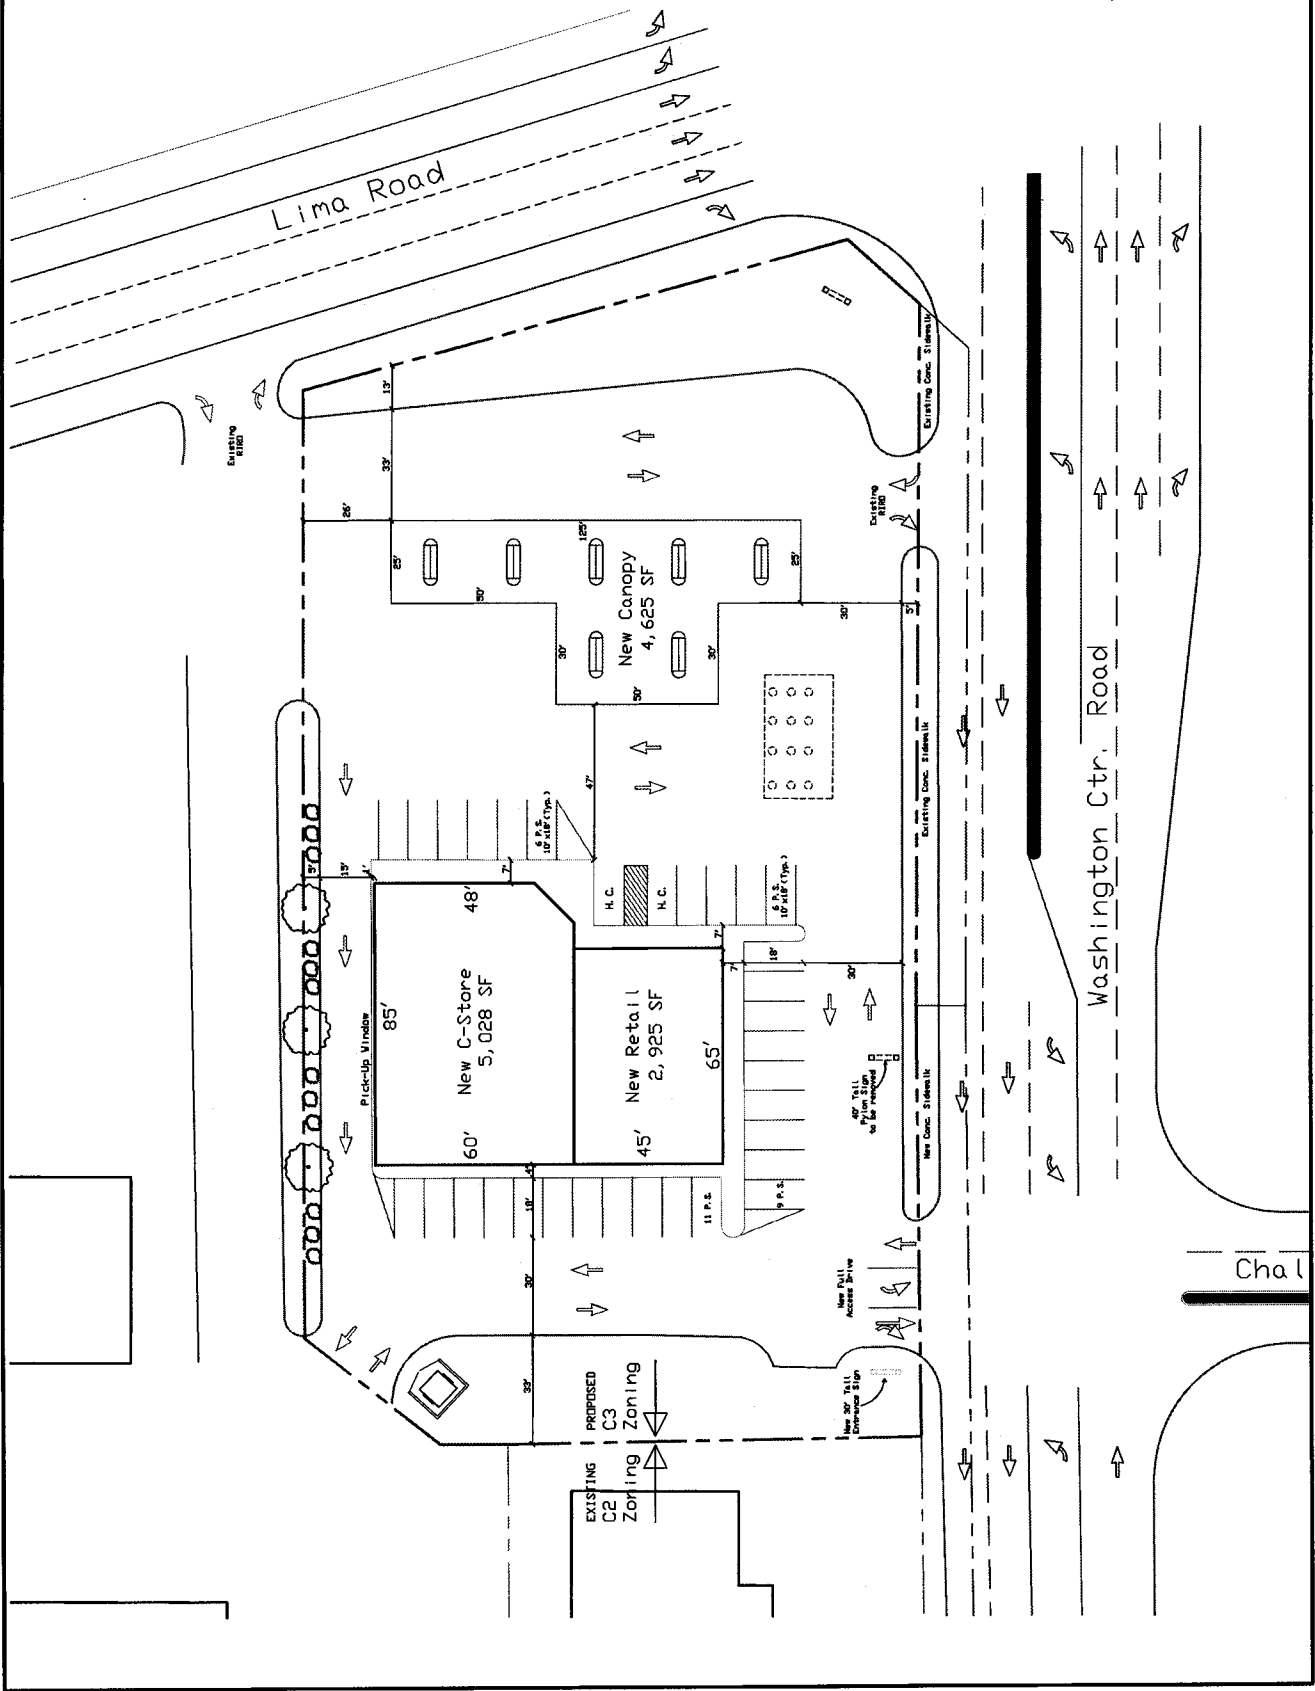 Lima Road
Existing
RIRO
13'
33'
26'
125'
25'
25'
50'
New Canopy
4,625 SF
30'
30'
50'
30'
5'
Existing
RIRO
Existing Conc. Sidewalk
47'
6 P.S.
10'x18'(Typ.)
5'
15'
4'
7'
H.C.
H.C.
6 P.S.
10'x18'(Typ.)
7'
7'
18'
30'
Existing Conc. Sidewalk
Washington Ctr. Road
Pick-Up Window
85'
48'
New C-Store
5,028 SF
60'
New Retail
2,925 SF
65'
45'
40' Tall
Pylon Sign
to be removed
New Conc. Sidewalk
4'
18'
11 P.S.
9 P.S.
30'
33'
New Full
Access Drive
New 30' Tall
Entrance Sign
PROPOSED
C3
Zoning
EXISTING
C2
Zoning
Chal